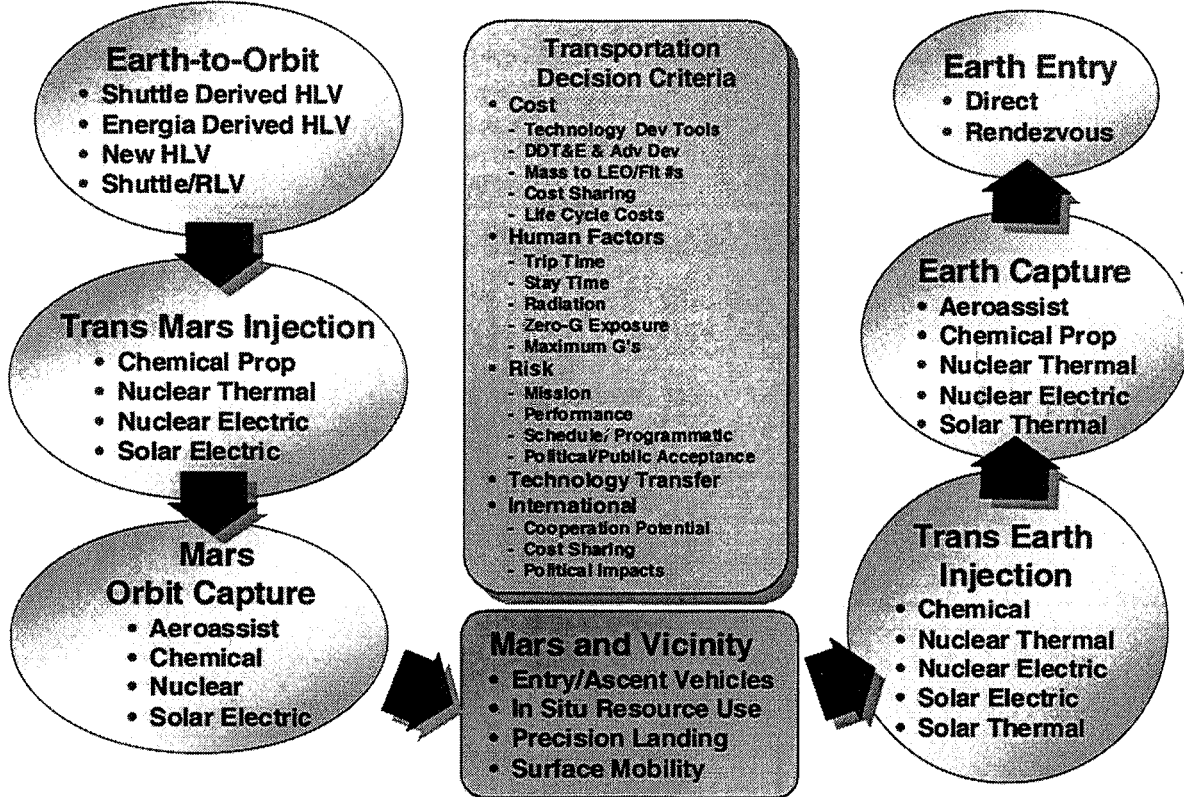 Earth-to-Orbit
• Shuttle Derived HLV
• Energia Derived HLV
• New HLV
• Shuttle/RLV
Trans Mars Injection
• Chemical Prop
• Nuclear Thermal
• Nuclear Electric
• Solar Electric
Mars
Orbit Capture
• Aeroassist
• Chemical
• Nuclear
• Solar Electric
Transportation
Decision Criteria
• Cost
- Technology Dev Tools
- DDT&E & Adv Dev
- Mass to LEO/Flt #s
- Cost Sharing
- Life Cycle Costs
• Human Factors
- Trip Time
- Stay Time
- Radiation
- Zero-G Exposure
- Maximum G's
• Risk
- Mission
- Performance
- Schedule/ Programmatic
- Political/Public Acceptance
• Technology Transfer
• International
- Cooperation Potential
- Cost Sharing
- Political Impacts
Mars and Vicinity
• Entry/Ascent Vehicles
• In Situ Resource Use
• Precision Landing
• Surface Mobility
Trans Earth
Injection
• Chemical
• Nuclear Thermal
• Nuclear Electric
• Solar Electric
• Solar Thermal
Earth Capture
• Aeroassist
• Chemical Prop
• Nuclear Thermal
• Nuclear Electric
• Solar Thermal
Earth Entry
• Direct
• Rendezvous